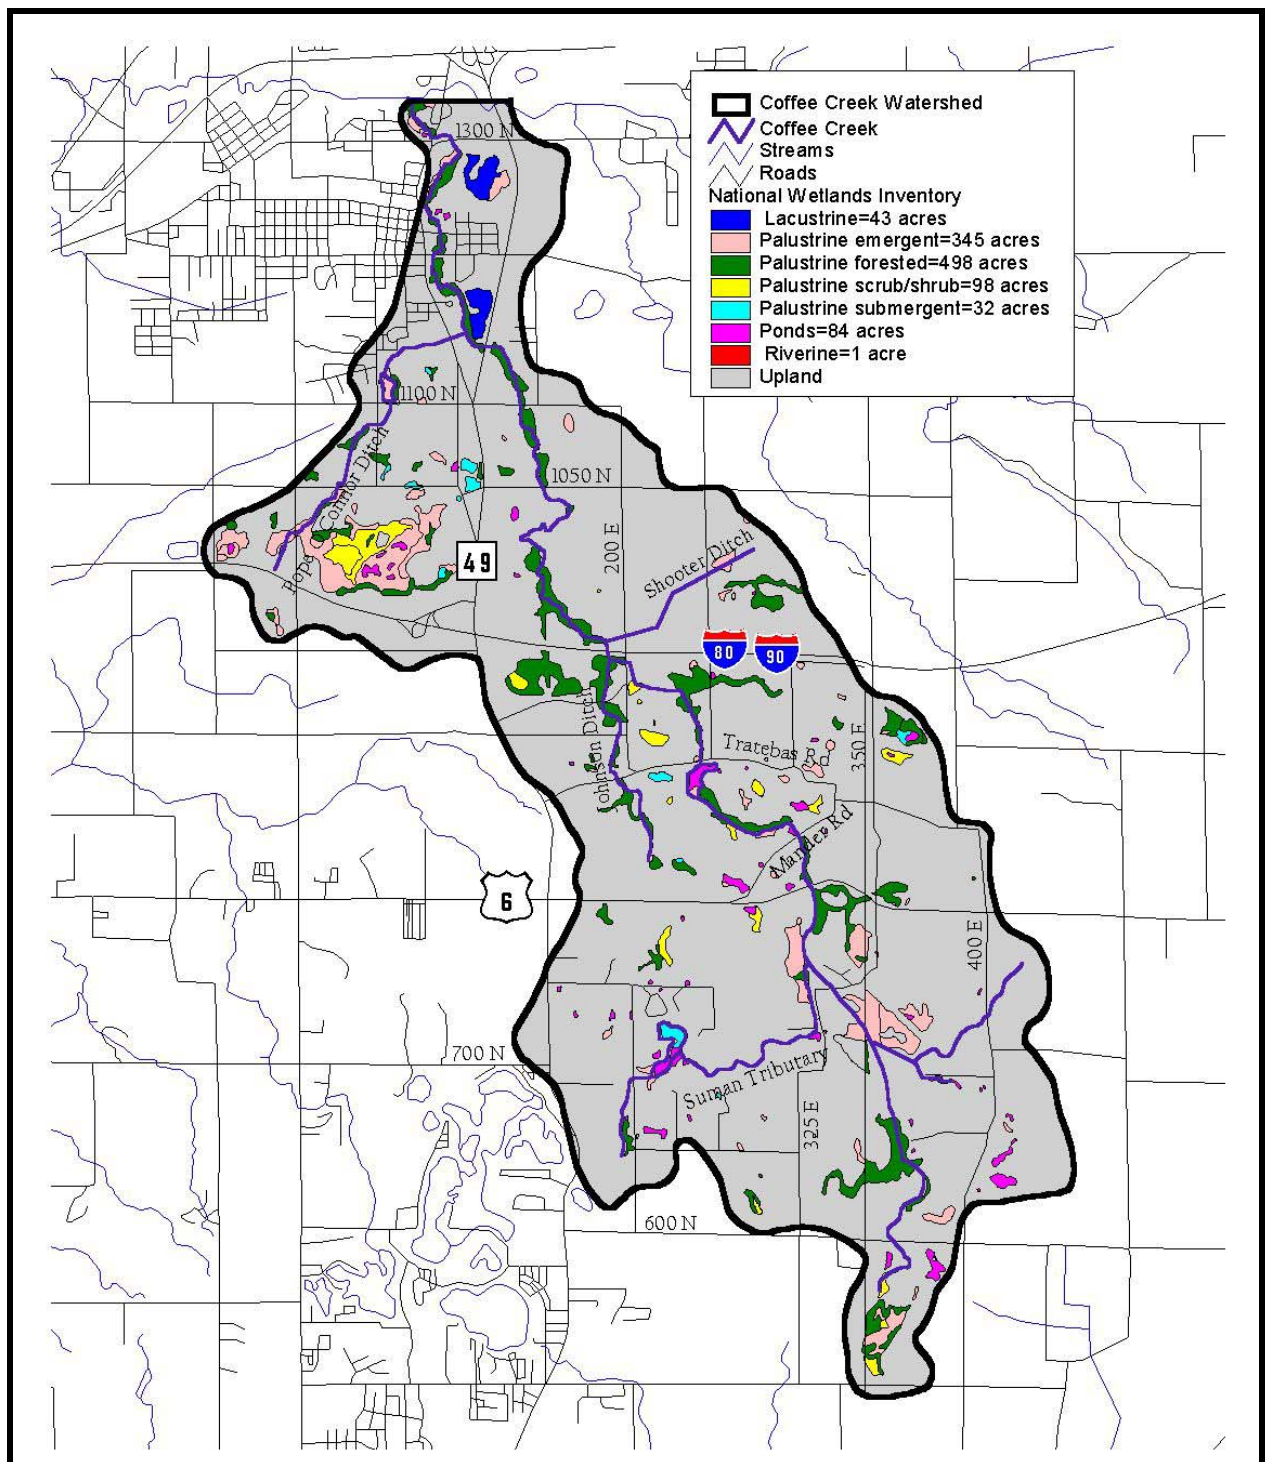 Coffee Creek Watershed
Coffee Creek
Streams
Roads
National Wetlands Inventory
Lacustrine=43 acres
Palustrine emergent=345 acres
Palustrine forested=498 acres
Palustrine scrub/shrub=98 acres
Palustrine submergent=32 acres
Ponds=84 acres
Riverine=1 acre
Upland
1300 N
1100 N
1050 N
Connor Ditch
49
200 E
Shooter Ditch
80
90
Johnson Ditch
Tratebas Rd
350 E
Mander Rd
6
400 E
700 N
Suman Tributary
325 E
600 N